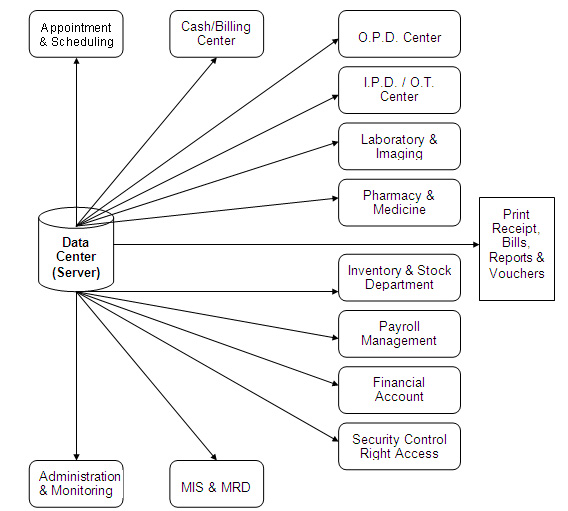 Appointment
& Scheduling
Cash/Billing
Center
O.P.D. Center
I.P.D. / O.T.
Center
Laboratory &
Imaging
Pharmacy &
Medicine
Print
Receipt,
Bills,
Reports &
Vouchers
Data
Center
(Server)
Inventory & Stock
Department
Payroll
Management
Financial
Account
Security Control
Right Access
Administration
& Monitoring
MIS & MRD